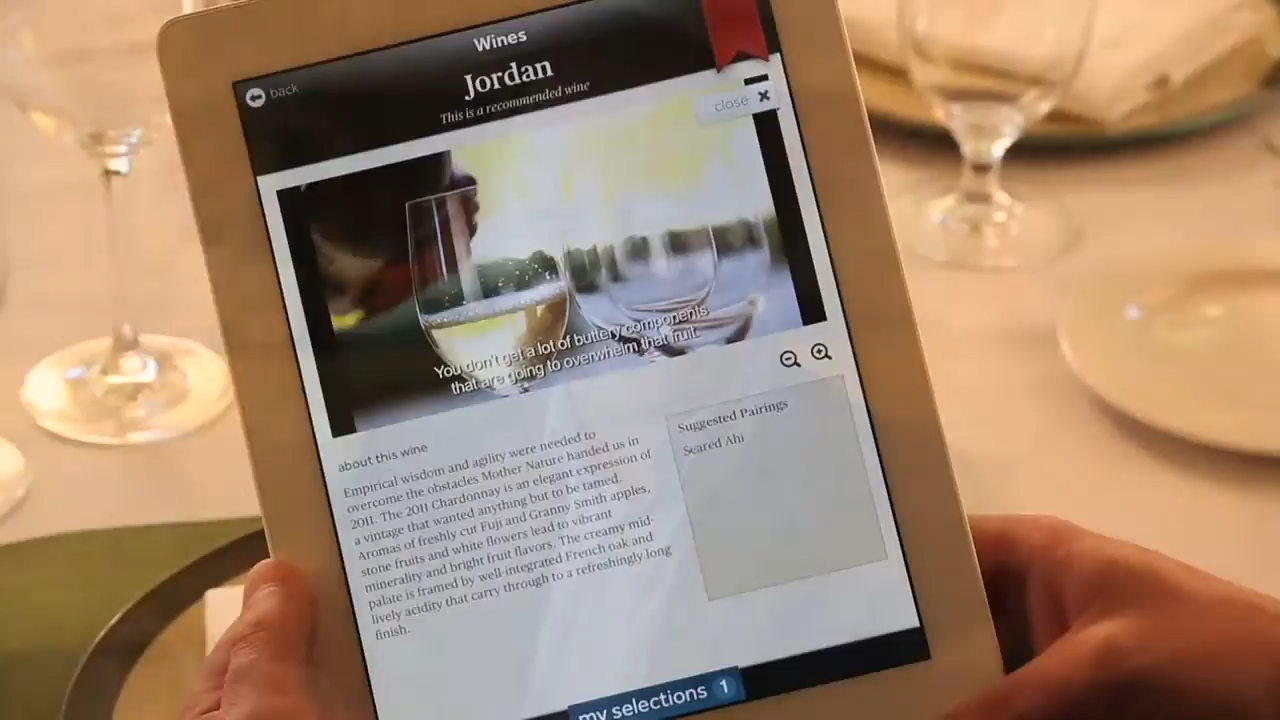 Wines
back
Jordan
This is a recommended wine
close
You don't get a lot of buttery components
that are going to overwhelm that fruit.
about this wine
Empirical wisdom and agility were needed to
overcome the obstacles Mother Nature handed us in
2011. The 2011 Chardonnay is an elegant expression of
a vintage that wanted anything but to be tamed.
Aromas of freshly cut Fuji and Granny Smith apples,
stone fruits and white flowers lead to vibrant
minerality and bright fruit flavors. The creamy mid-
palate is framed by well-integrated French oak and
lively acidity that carry through to a refreshingly long
finish.
Suggested Pairings
Seared Ahi
my selections 1